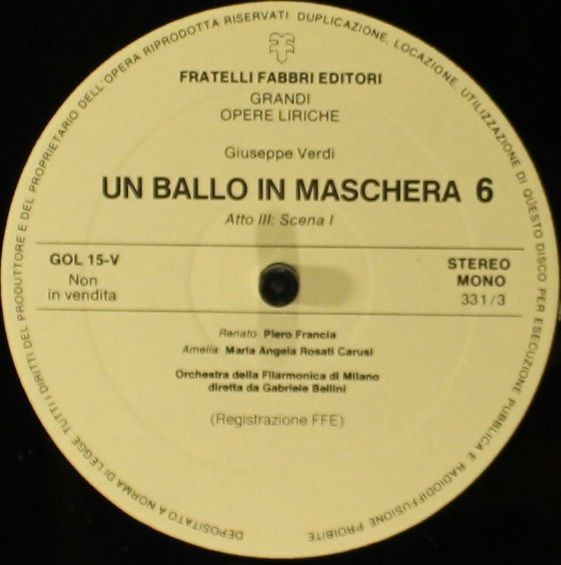 TUTTI I DIRITTI DEL PRODUTTORE E DEL PROPRIETARIO DELL'OPERA RIPRODOTTA RISERVATI. DUPLICAZIONE, LOCAZIONE, UTILIZZAZIONE DI QUESTO DISCO PER ESECUZIONE PUBBLICA E RADIODIFFUSIONE PROIBITE
DEPOSITATO A NORMA DI LEGGE
FRATELLI FABBRI EDITORI
GRANDI
OPERE LIRICHE
Giuseppe Verdi
UN BALLO IN MASCHERA 6
Atto III: Scena I
GOL 15-V
Non
in vendita
STEREO
MONO
331/3
Renato Piero Francia
Amelia Maria Angela Rosati Carusi
Orchestra della Filarmonica di Milano
diretta da Gabriele Bellini
(Registrazione FFE)